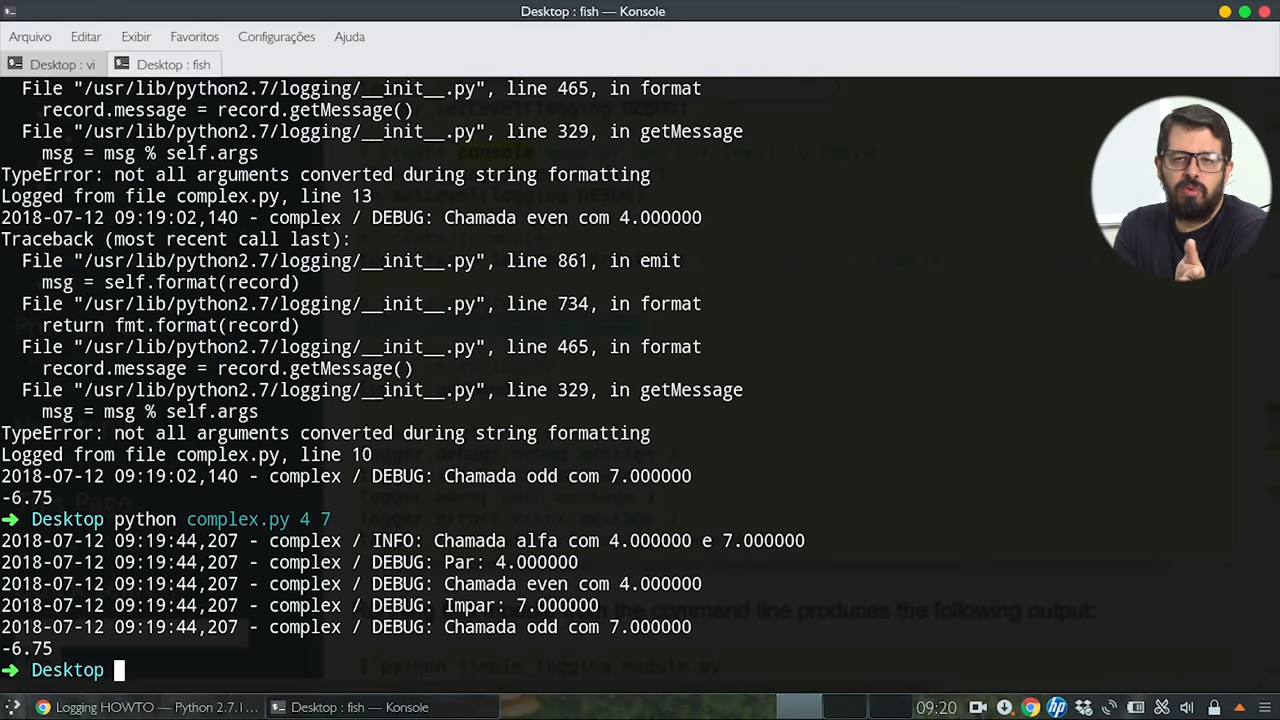 Desktop : fish — Konsole
Arquivo Editar Exibir Favoritos Configurações Ajuda
Desktop : vi Desktop : fish
File "/usr/lib/python2.7/logging/__init__.py", line 465, in format
record.message = record.getMessage()
File "/usr/lib/python2.7/logging/__init__.py", line 329, in getMessage
msg = msg % self.args
TypeError: not all arguments converted during string formatting
Logged from file complex.py, line 13
2018-07-12 09:19:02,140 - complex / DEBUG: Chamada even com 4.000000
Traceback (most recent call last):
File "/usr/lib/python2.7/logging/__init__.py", line 861, in emit
msg = self.format(record)
File "/usr/lib/python2.7/logging/__init__.py", line 734, in format
return fmt.format(record)
File "/usr/lib/python2.7/logging/__init__.py", line 465, in format
record.message = record.getMessage()
File "/usr/lib/python2.7/logging/__init__.py", line 329, in getMessage
msg = msg % self.args
TypeError: not all arguments converted during string formatting
Logged from file complex.py, line 10
2018-07-12 09:19:02,140 - complex / DEBUG: Chamada odd com 7.000000
-6.75
➜ Desktop python complex.py 4 7
2018-07-12 09:19:44,207 - complex / INFO: Chamada alfa com 4.000000 e 7.000000
2018-07-12 09:19:44,207 - complex / DEBUG: Par: 4.000000
2018-07-12 09:19:44,207 - complex / DEBUG: Chamada even com 4.000000
2018-07-12 09:19:44,207 - complex / DEBUG: Impar: 7.000000
2018-07-12 09:19:44,207 - complex / DEBUG: Chamada odd com 7.000000
-6.75
the command line produces the following output:
➜ Desktop
$ python simple_logging_module.py
Logging HOWTO — Python 2.7.1 Desktop : fish — Konsole 09:20